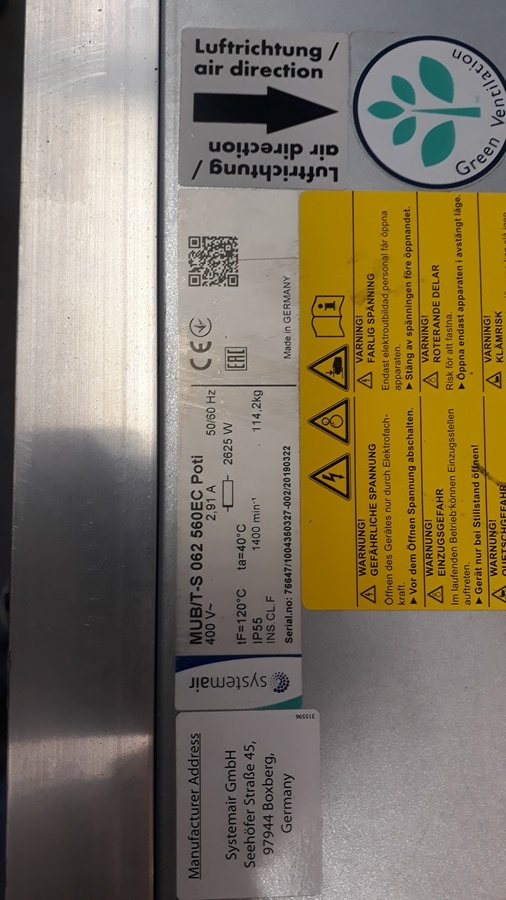 Luftrichtung /
air direction
Luftrichtung /
air direction
Green Ventilation
Made in GERMANY
CE
EAC
MUB/T-S 062 560EC Poti
400 V~ 2,91 A 50/60 Hz
2625 W
tF=120°C ta=40°C
IP55 1400 min⁻¹ 114.2kg
INS CL.F
Serial.no: 76647/1004350327-002/20190322
systemair
315596
Manufacturer Address
Systemair GmbH
Seehöfer Straße 45,
97944 Boxberg,
Germany
WARNUNG!
GEFÄHRLICHE SPANNUNG
Öffnen des Gerätes nur durch Elektrofach-
kraft.
▸ Vor dem Öffnen Spannung abschalten.
WARNUNG!
EINZUGSGEFAHR
Im laufenden Betrieb können Einzugsstellen
auftreten.
▸ Gerät nur bei Stillstand öffnen!
WARNUNG!
QUETSCHGEFAHR
VARNING!
FARLIG SPÄNNING
Endast elektroutbildad personal får öppna
apparaten.
▸ Stäng av spänningen före öppnandet.
VARNING!
ROTERANDE DELAR
Risk för att fastna.
▸ Öppna endast apparaten i avstängt läge.
VARNING!
KLÄMRISK